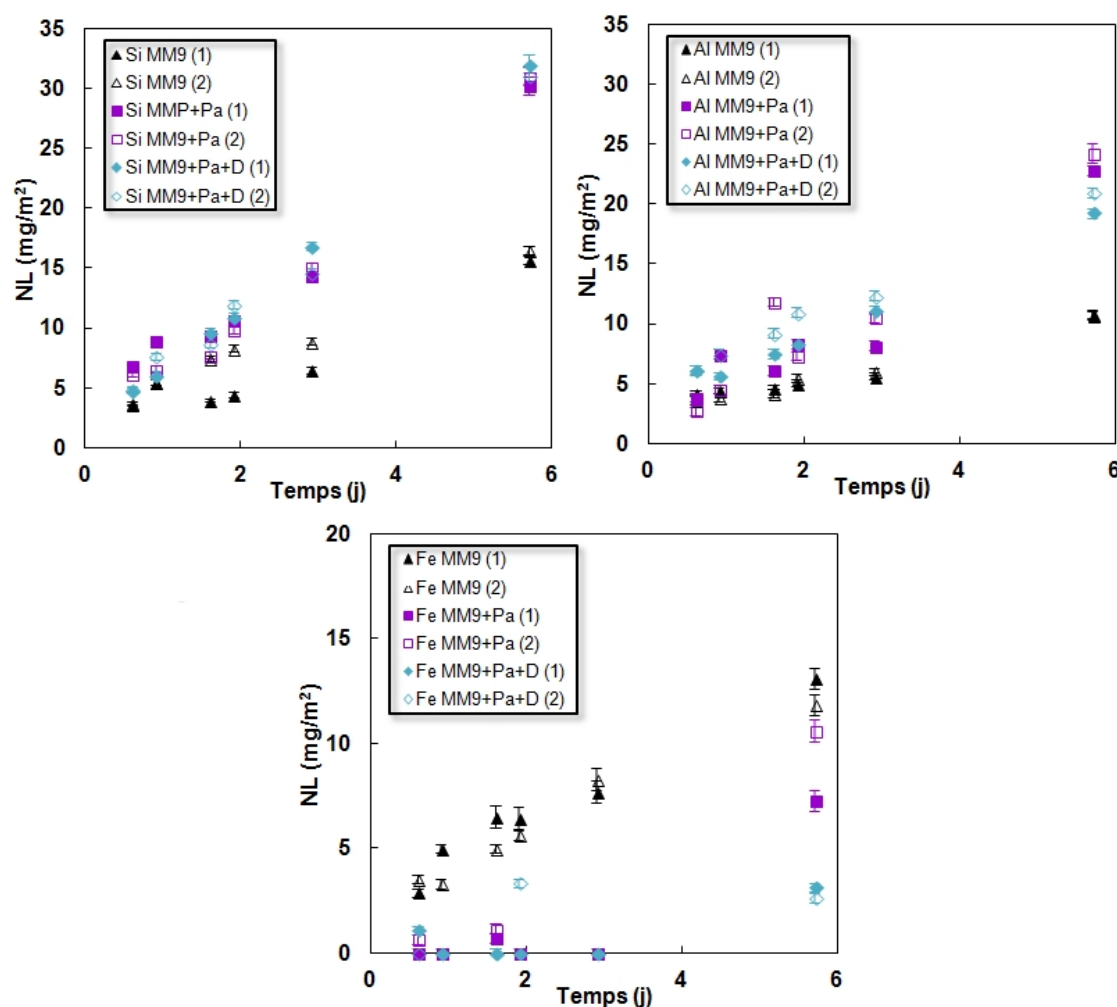 35
30
25
20
15
10
5
0
NL (mg/m²)
Si MM9 (1)
Si MM9 (2)
Si MMP+Pa (1)
Si MM9+Pa (2)
Si MM9+Pa+D (1)
Si MM9+Pa+D (2)
0 2 4 6
Temps (j)
35
30
25
20
15
10
5
0
NL (mg/m²)
Al MM9 (1)
Al MM9 (2)
Al MM9+Pa (1)
Al MM9+Pa (2)
Al MM9+Pa+D (1)
Al MM9+Pa+D (2)
0 2 4 6
Temps (j)
20
15
10
5
0
NL (mg/m²)
Fe MM9 (1)
Fe MM9 (2)
Fe MM9+Pa (1)
Fe MM9+Pa (2)
Fe MM9+Pa+D (1)
Fe MM9+Pa+D (2)
0 2 4 6
Temps (j)